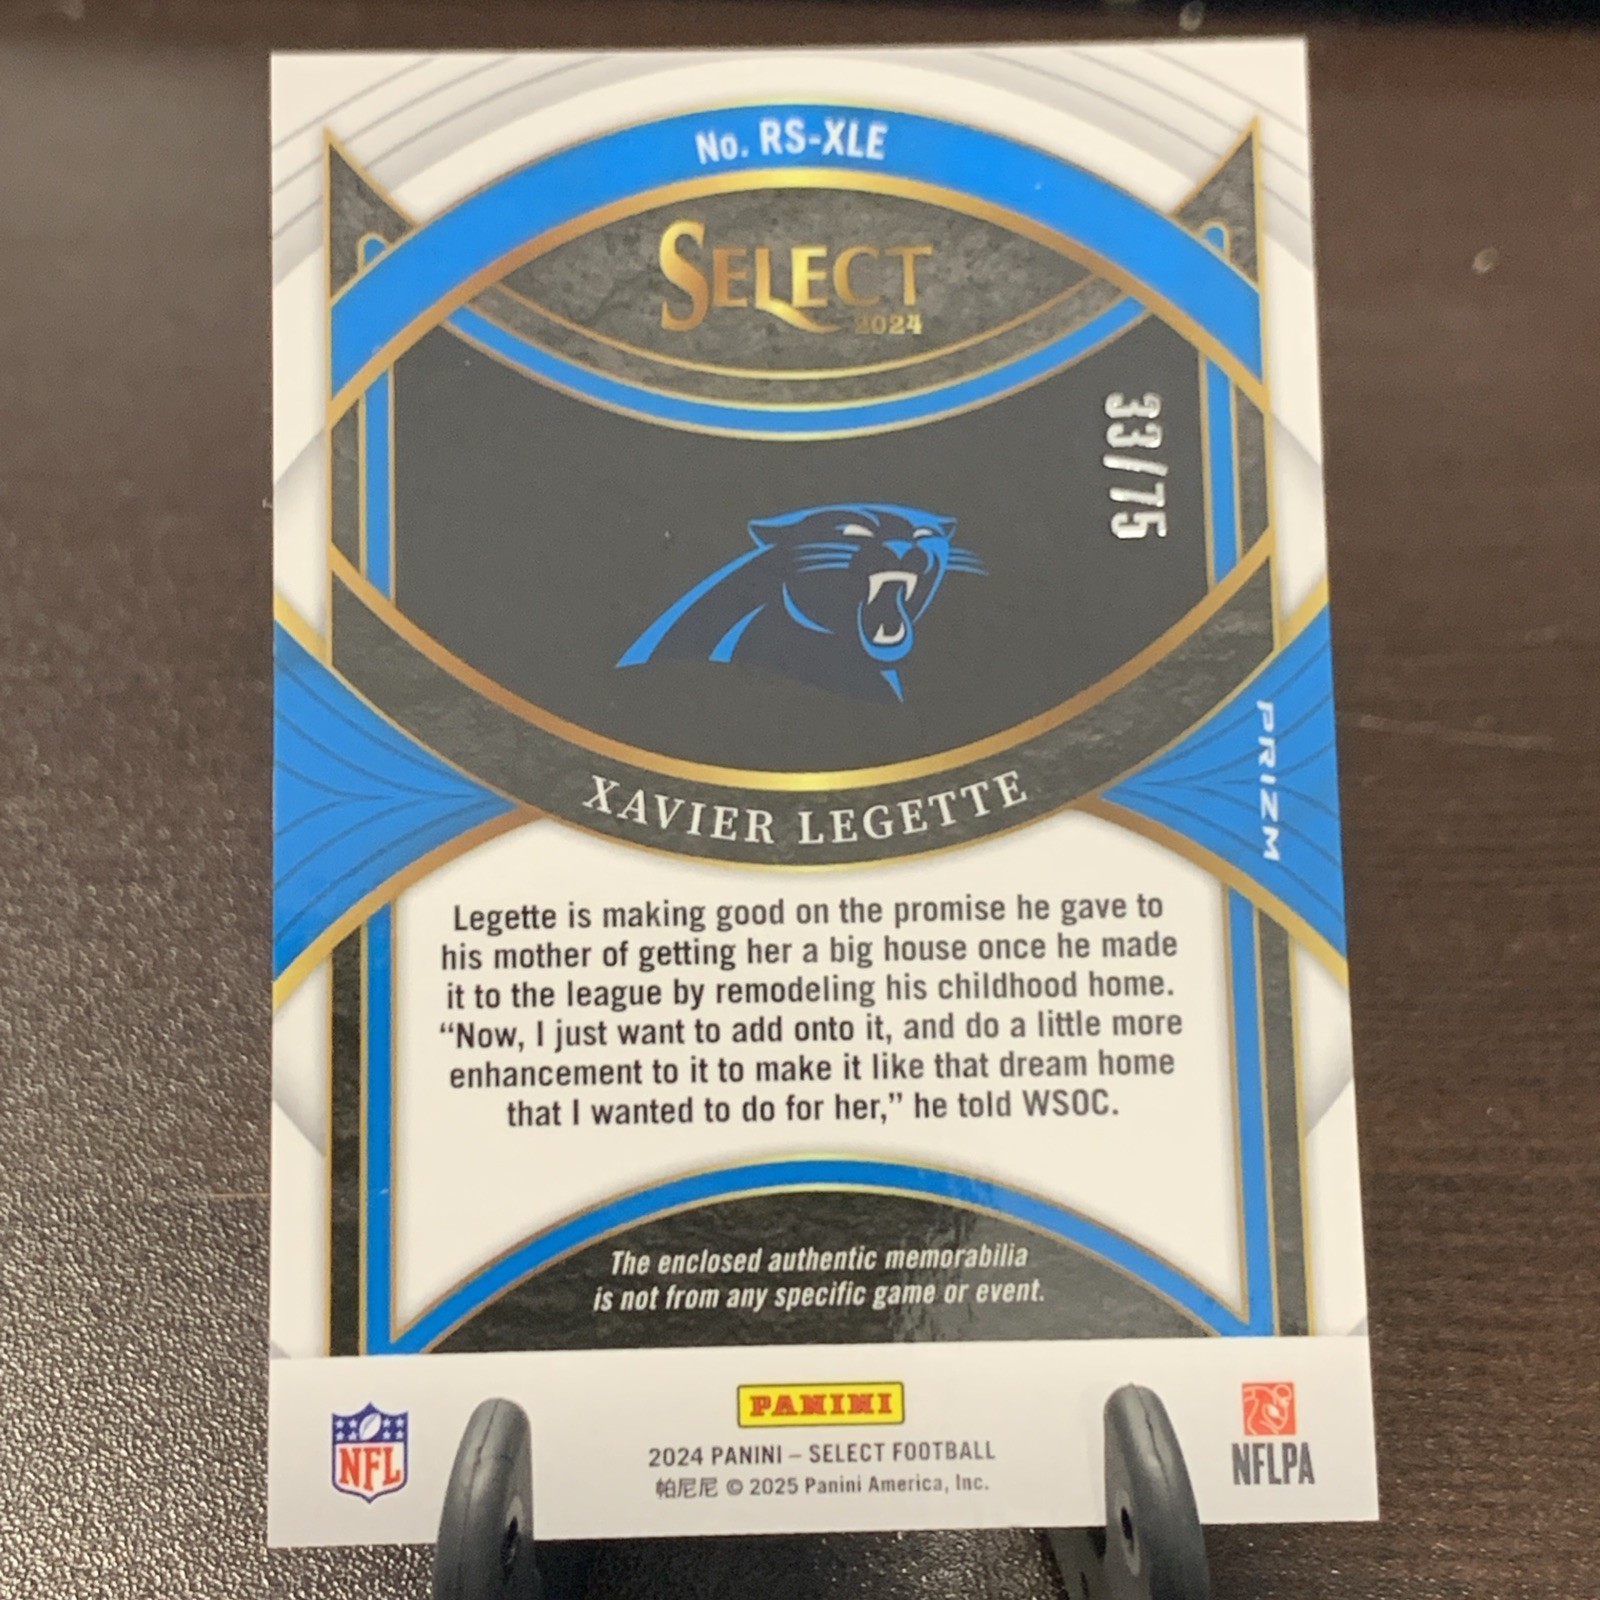 No. RS-XLE
SELECT
2024
33/75
PRIZM
XAVIER LEGETTE
Legette is making good on the promise he gave to
his mother of getting her a big house once he made
it to the league by remodeling his childhood home.
“Now, I just want to add onto it, and do a little more
enhancement to it to make it like that dream home
that I wanted to do for her,” he told WSOC.
The enclosed authentic memorabilia
is not from any specific game or event.
PANINI
NFL
NFLPA
2024 PANINI – SELECT FOOTBALL
帕尼尼 © 2025 Panini America, Inc.